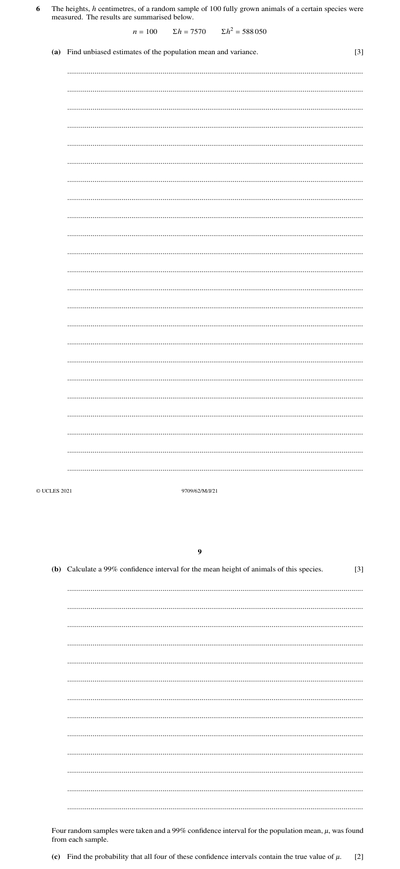 6 The heights, h centimetres, of a random sample of 100 fully grown animals of a certain species were
measured. The results are summarised below.
n = 100 Σh = 7570 Σh² = 588 050
(a) Find unbiased estimates of the population mean and variance. [3]
© UCLES 2021 9709/62/M/J/21
9
(b) Calculate a 99% confidence interval for the mean height of animals of this species. [3]
Four random samples were taken and a 99% confidence interval for the population mean, μ, was found
from each sample.
(c) Find the probability that all four of these confidence intervals contain the true value of μ. [2]